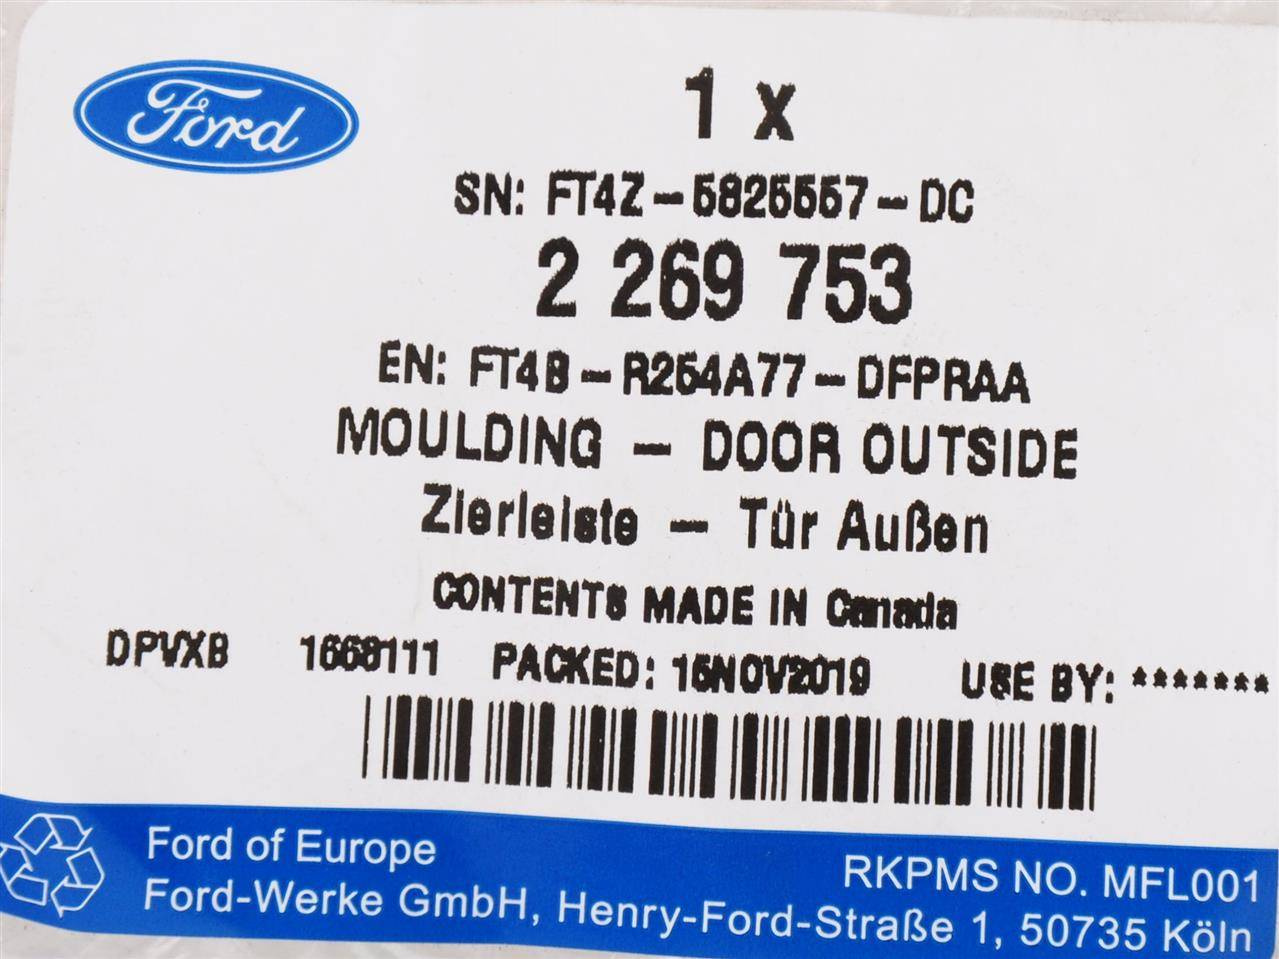 Ford
1 x
SN: FT4Z-5825557-DC
2 269 753
EN: FT4B-R254A77-DFPRAA
MOULDING - DOOR OUTSIDE
Zierleiste - Tür Außen
CONTENTS MADE IN Canada
DPVXB 1668111 PACKED: 15NOV2019 USE BY: *******
Ford of Europe
RKPMS NO. MFL001
Ford-Werke GmbH, Henry-Ford-Straße 1, 50735 Köln